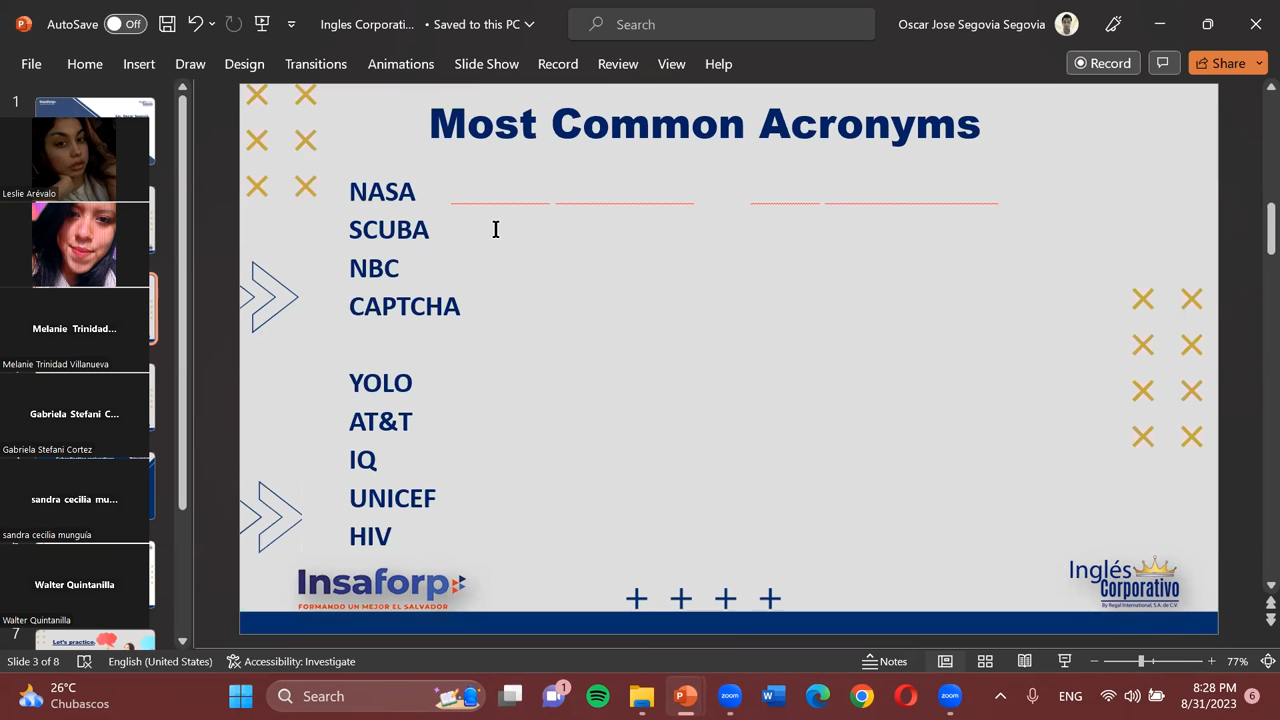 AutoSave Off Ingles Corporati... • Saved to this PC Search Oscar Jose Segovia Segovia
File Home Insert Draw Design Transitions Animations Slide Show Record Review View Help Record Share
1
Leslie Arévalo
Melanie Trinidad...
Melanie Trinidad Villanueva
Gabriela Stefani C...
Gabriela Stefani Cortez
sandra cecilia mu...
sandra cecilia munguía
Walter Quintanilla
Walter Quintanilla
7
Let's practice.
Most Common Acronyms
NASA
SCUBA
NBC
CAPTCHA
YOLO
AT&T
IQ
UNICEF
HIV
Insaforp
FORMANDO UN MEJOR EL SALVADOR
Inglés
Corporativo
By Regal International, S.A. de C.V.
Slide 3 of 8 English (United States) Accessibility: Investigate Notes 77%
26°C
Chubascos
Search
1
ENG
8:28 PM
8/31/2023
6